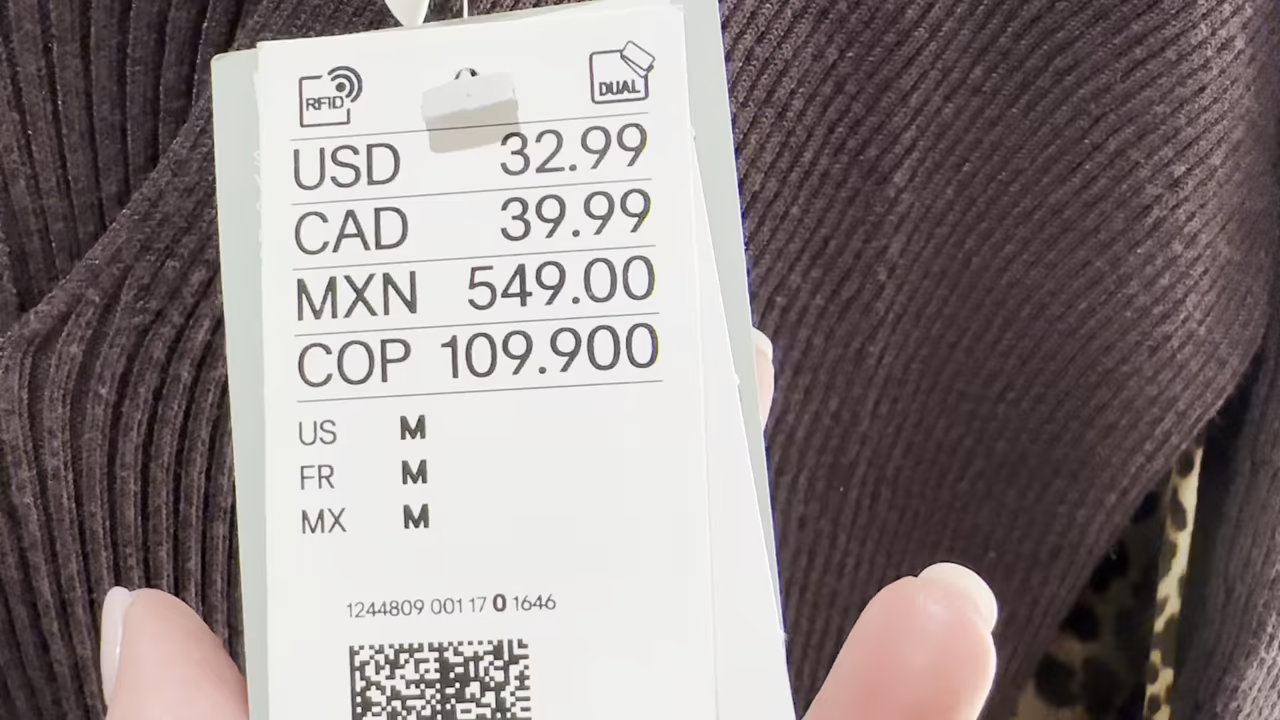 RFID
DUAL
USD 32.99
CAD 39.99
MXN 549.00
COP 109.900
US M
FR M
MX M
1244809 001 17 0 1646